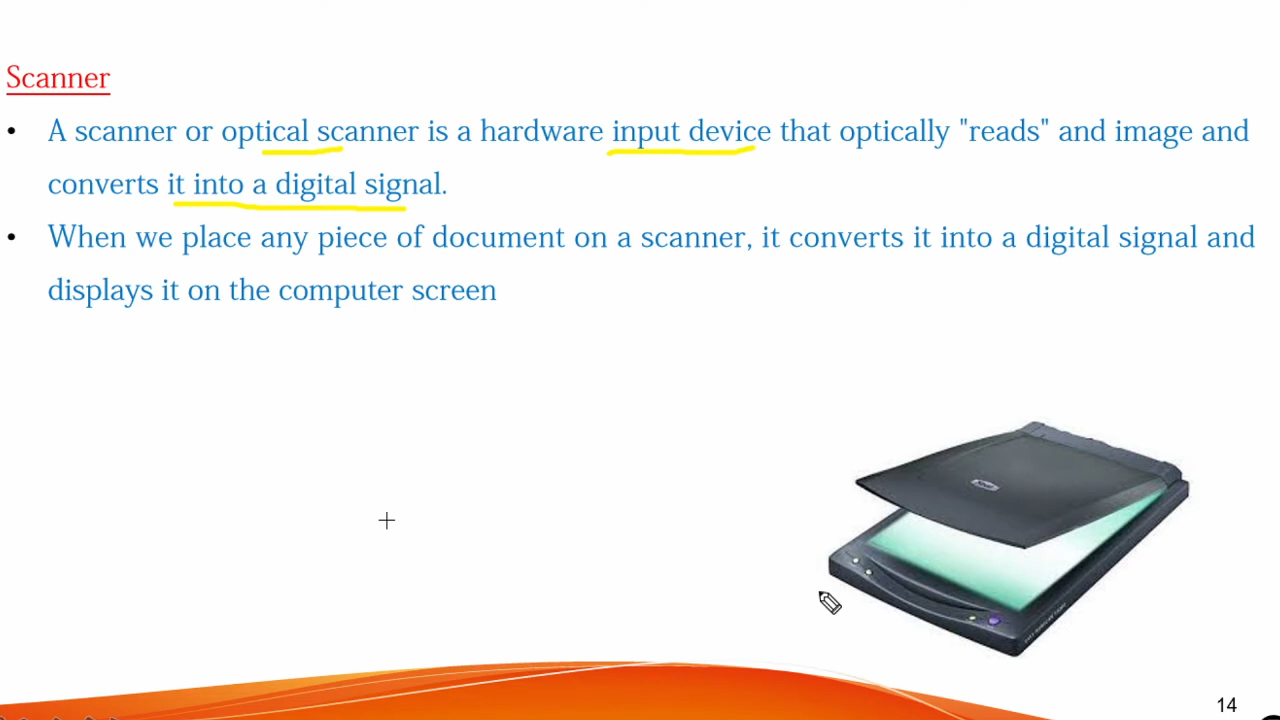 Scanner
• A scanner or optical scanner is a hardware input device that optically "reads" and image and
converts it into a digital signal.
• When we place any piece of document on a scanner, it converts it into a digital signal and
displays it on the computer screen
14